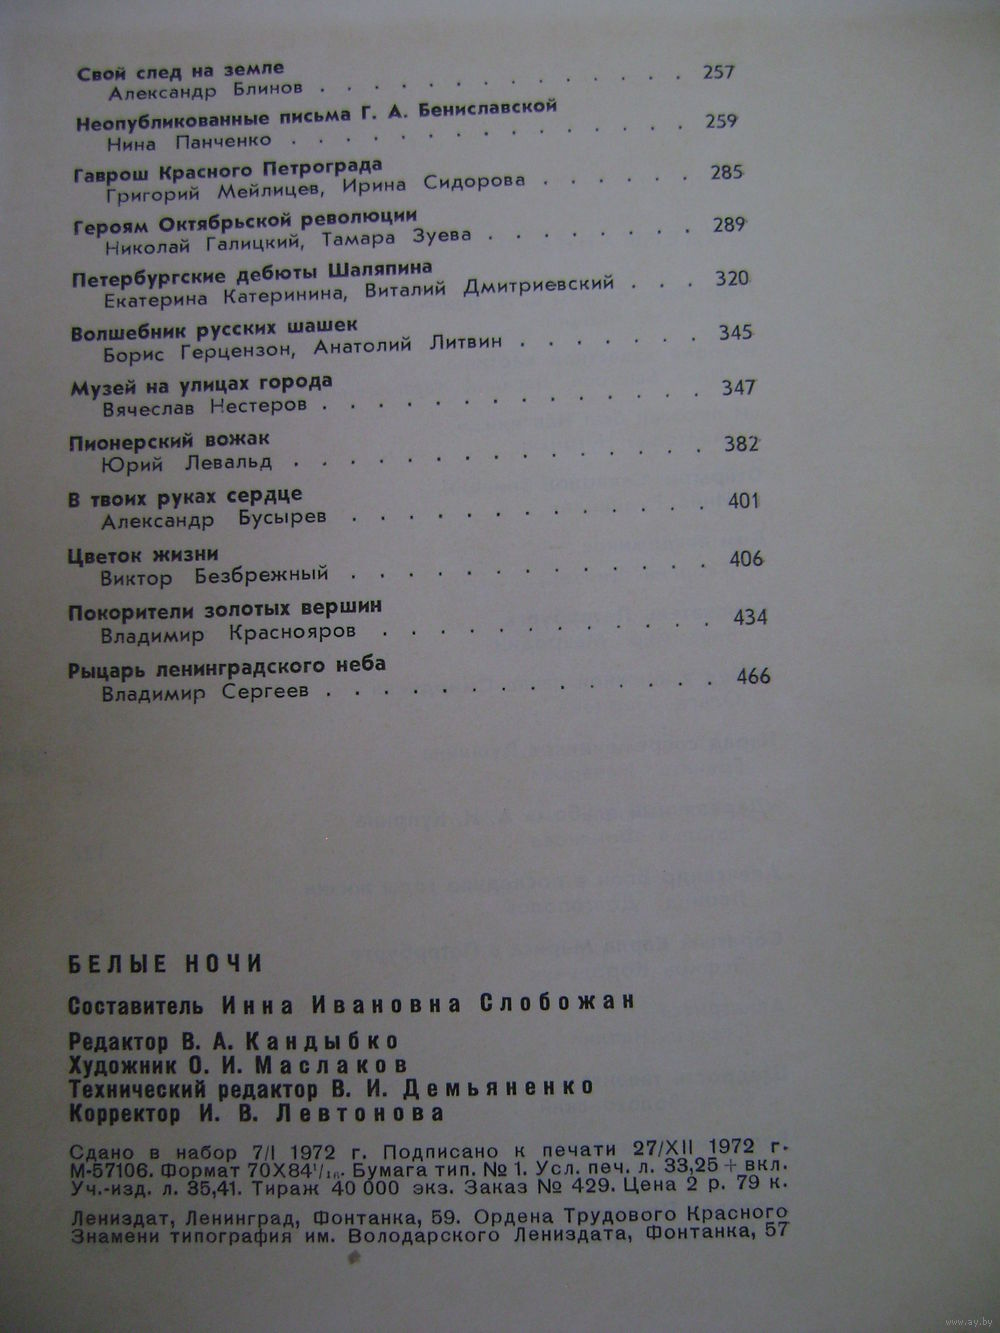 Свой след на земле
Александр Блинов . . . . . . . . . . . . . . 257
Неопубликованные письма Г. А. Бениславской
Нина Панченко . . . . . . . . . . . . . . . 259
Гаврош Красного Петрограда
Григорий Мейлицев, Ирина Сидорова . . . . . . 285
Героям Октябрьской революции
Николай Галицкий, Тамара Зуева . . . . . . . . 289
Петербургские дебюты Шаляпина
Екатерина Катеринина, Виталий Дмитриевский . . . 320
Волшебник русских шашек
Борис Герцензон, Анатолий Литвин . . . . . . . 345
Музей на улицах города
Вячеслав Нестеров . . . . . . . . . . . . . . 347
Пионерский вожак
Юрий Левальд . . . . . . . . . . . . . . . 382
В твоих руках сердце
Александр Бусырев . . . . . . . . . . . . . 401
Цветок жизни
Виктор Безбрежный . . . . . . . . . . . . . 406
Покорители золотых вершин
Владимир Краснояров . . . . . . . . . . . . 434
Рыцарь ленинградского неба
Владимир Сергеев . . . . . . . . . . . . . . 466
БЕЛЫЕ НОЧИ
Составитель Инна Ивановна Слобожан
Редактор В. А. Кандыбко
Художник О. И. Маслаков
Технический редактор В. И. Демьяненко
Корректор И. В. Левтонова
Сдано в набор 7/I 1972 г. Подписано к печати 27/XII 1972 г.
М-57106. Формат 70X84¹/₁₆. Бумага тип. № 1. Усл. печ. л. 33,25 + вкл.
Уч.-изд. л. 35,41. Тираж 40 000 экз. Заказ № 429. Цена 2 р. 79 к.
Лениздат, Ленинград, Фонтанка, 59. Ордена Трудового Красного
Знамени типография им. Володарского Лениздата, Фонтанка, 57
www.ay.by